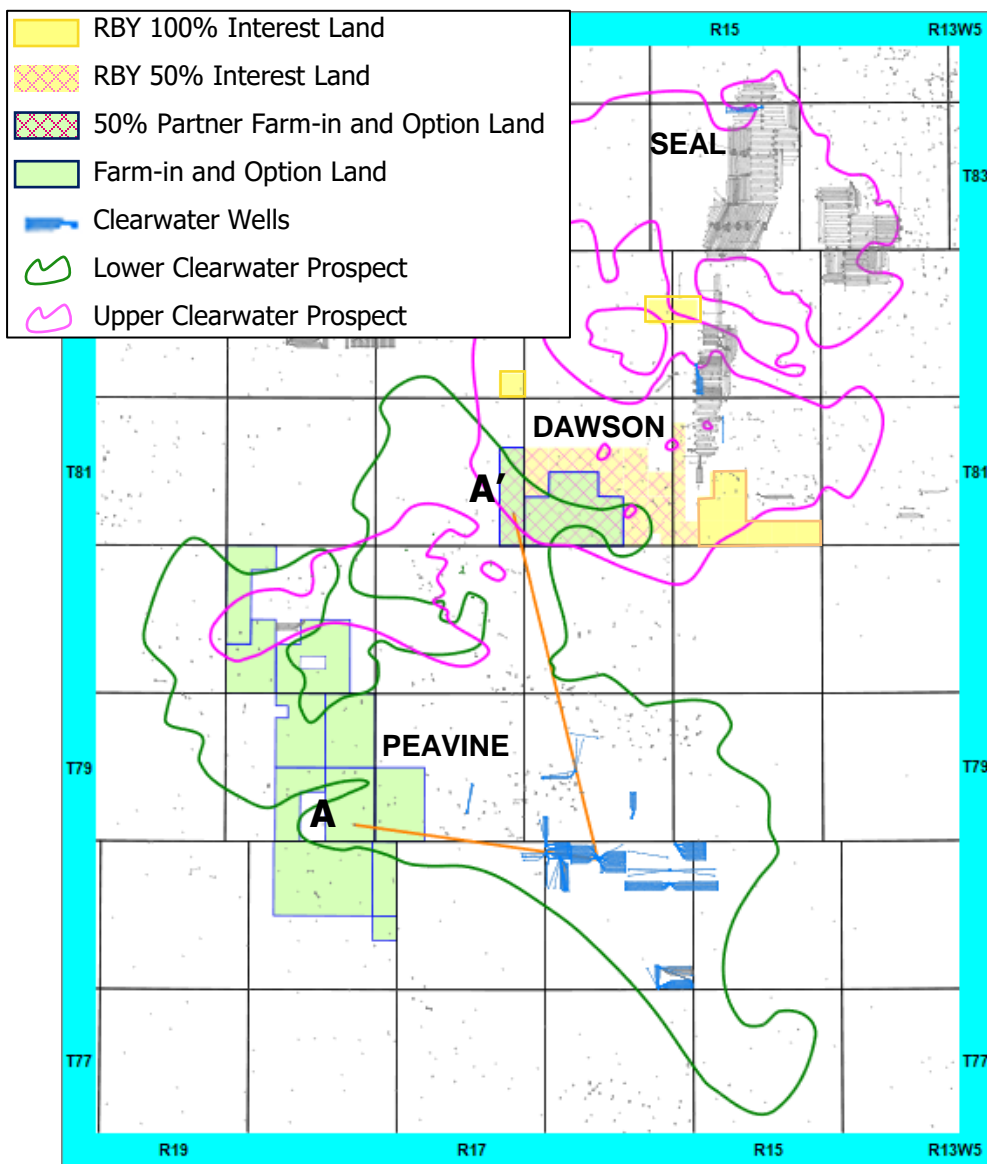 RBY 100% Interest Land
RBY 50% Interest Land
50% Partner Farm-in and Option Land
Farm-in and Option Land
Clearwater Wells
Lower Clearwater Prospect
Upper Clearwater Prospect
R15 R13W5
SEAL
T83
DAWSON
T81 T81
A'
PEAVINE
T79 T79
A
T77 T77
R19 R17 R15 R13W5